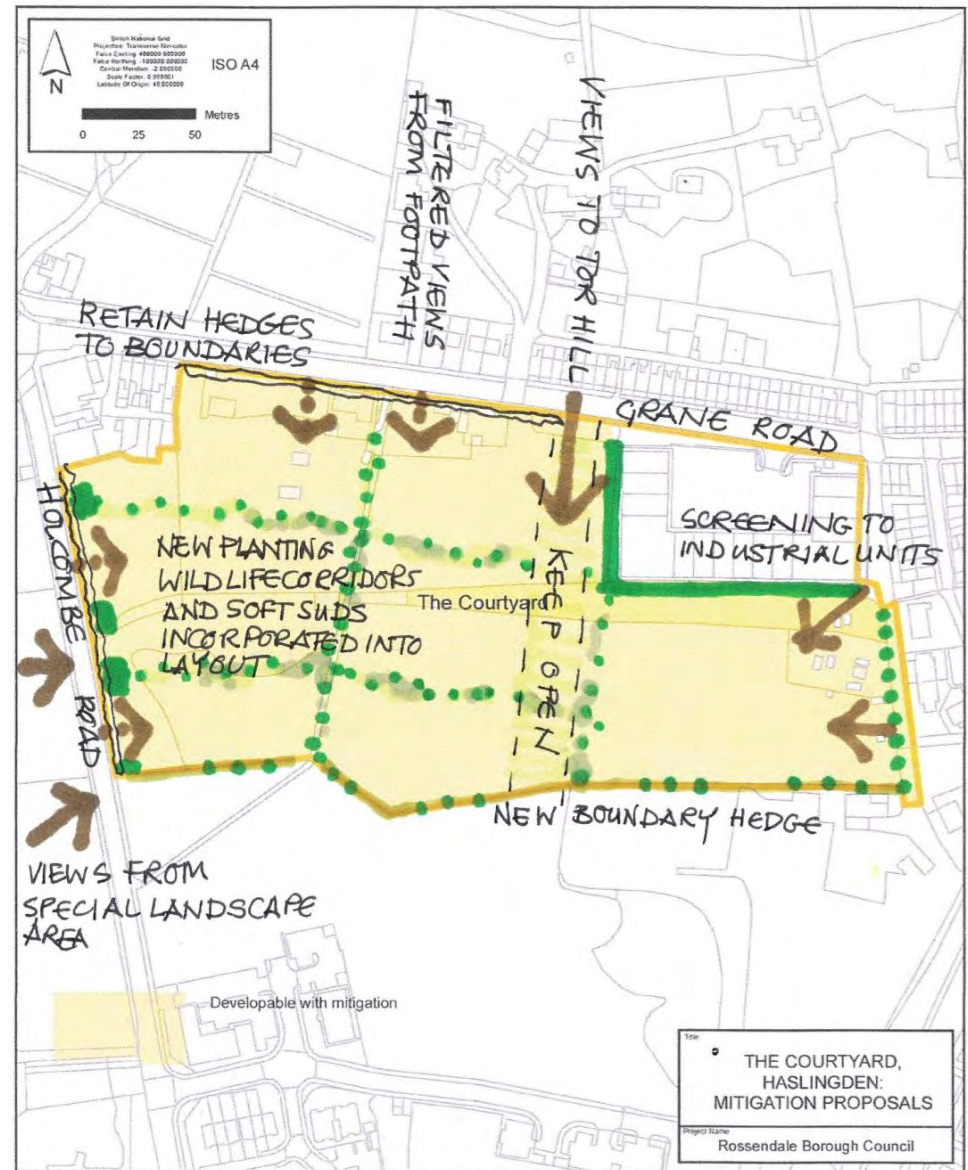 British National Grid
Projection: Transverse Mercator
False Easting: 400000.000000
False Northing: -100000.000000
Central Meridian: -2.000000
Scale Factor: 0.999601
Latitude Of Origin: 49.000000
ISO A4
N
Metres
0 25 50
FILTERED VIEWS
FROM FOOTPATH
VIEWS TO TOR HILL
RETAIN HEDGES
TO BOUNDARIES
GRANE ROAD
HOLCOMBE ROAD
SCREENING TO
INDUSTRIAL UNITS
NEW PLANTING
WILDLIFE CORRIDORS
AND SOFT SUDS
INCORPORATED INTO
LAYOUT
The Courtyard
KEEP OPEN
NEW BOUNDARY HEDGE
VIEWS FROM
SPECIAL LANDSCAPE
AREA
Developable with mitigation
Title
THE COURTYARD,
HASLINGDEN:
MITIGATION PROPOSALS
Project Name
Rossendale Borough Council